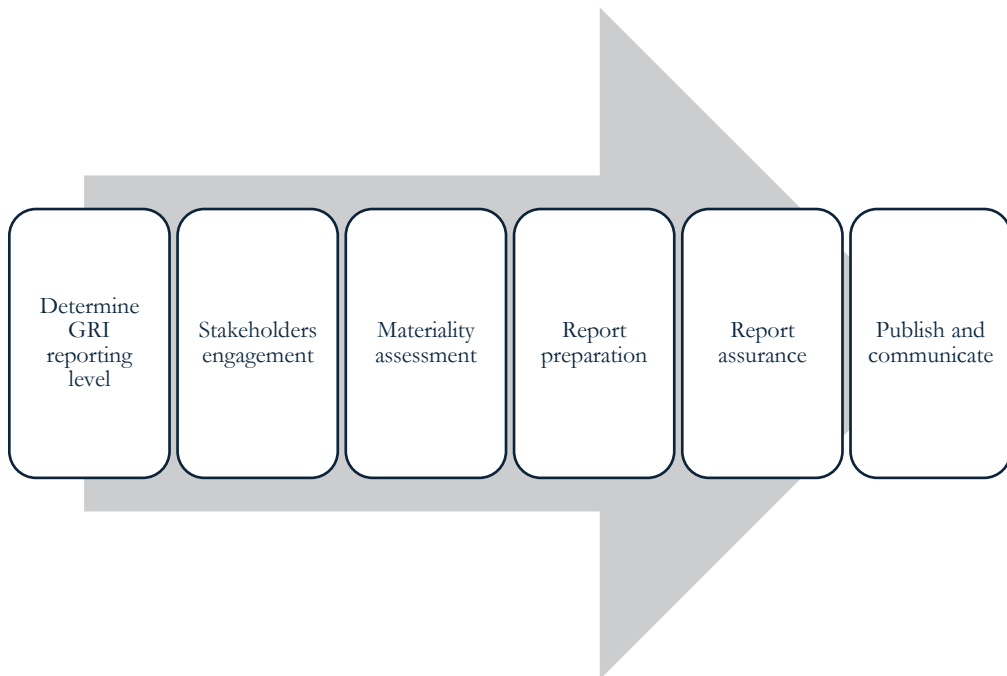 Determine
GRI
reporting
level
Stakeholders
engagement
Materiality
assessment
Report
preparation
Report
assurance
Publish and
communicate